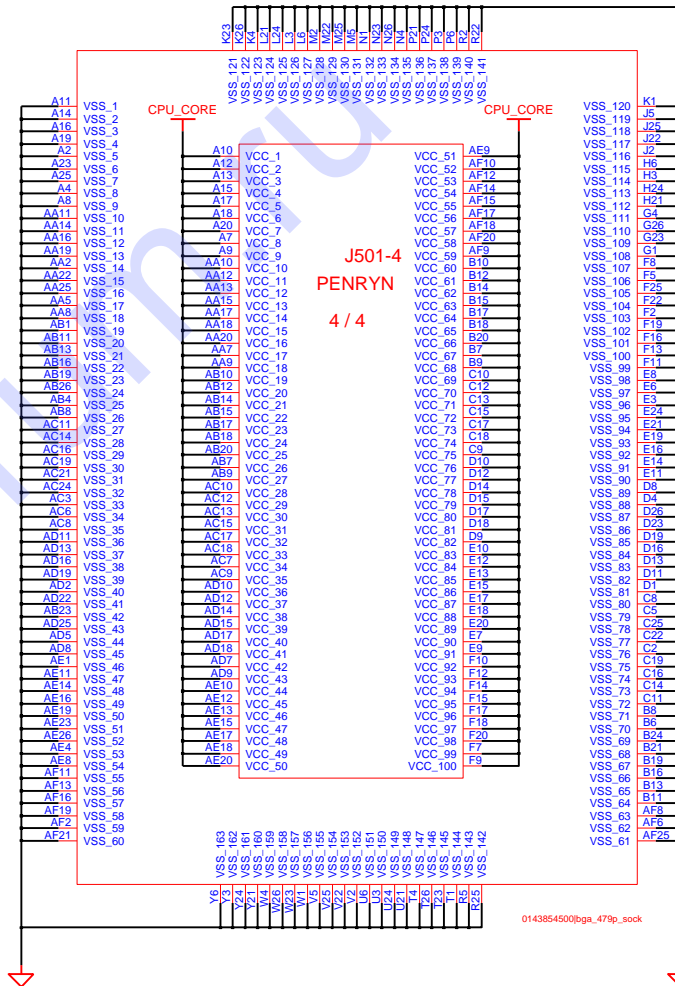 K23 VSS_121
K26 VSS_122
K4 VSS_123
L21 VSS_124
L24 VSS_125
L3 VSS_126
L6 VSS_127
M2 VSS_128
M22 VSS_129
M25 VSS_130
M5 VSS_131
N1 VSS_132
N23 VSS_133
N26 VSS_134
N4 VSS_135
P21 VSS_136
P24 VSS_137
P3 VSS_138
P6 VSS_139
R2 VSS_140
R22 VSS_141
A11 VSS_1
A14 VSS_2
A16 VSS_3
A19 VSS_4
A2 VSS_5
A23 VSS_6
A25 VSS_7
A4 VSS_8
A8 VSS_9
AA11 VSS_10
AA14 VSS_11
AA16 VSS_12
AA19 VSS_13
AA2 VSS_14
AA22 VSS_15
AA25 VSS_16
AA5 VSS_17
AA8 VSS_18
AB1 VSS_19
AB11 VSS_20
AB13 VSS_21
AB16 VSS_22
AB19 VSS_23
AB26 VSS_24
AB4 VSS_25
AB8 VSS_26
AC11 VSS_27
AC14 VSS_28
AC16 VSS_29
AC19 VSS_30
AC21 VSS_31
AC24 VSS_32
AC3 VSS_33
AC6 VSS_34
AC8 VSS_35
AD11 VSS_36
AD13 VSS_37
AD16 VSS_38
AD19 VSS_39
AD2 VSS_40
AD22 VSS_41
AB23 VSS_42
AD25 VSS_43
AD5 VSS_44
AD8 VSS_45
AE1 VSS_46
AE11 VSS_47
AE14 VSS_48
AE16 VSS_49
AE19 VSS_50
AE23 VSS_51
AE26 VSS_52
AE4 VSS_53
AE8 VSS_54
AF11 VSS_55
AF13 VSS_56
AF16 VSS_57
AF19 VSS_58
AF2 VSS_59
AF21 VSS_60
CPU_CORE
A10 VCC_1
A12 VCC_2
A13 VCC_3
A15 VCC_4
A17 VCC_5
A18 VCC_6
A20 VCC_7
A7 VCC_8
A9 VCC_9
AA10 VCC_10
AA12 VCC_11
AA13 VCC_12
AA15 VCC_13
AA17 VCC_14
AA18 VCC_15
AA20 VCC_16
AA7 VCC_17
AA9 VCC_18
AB10 VCC_19
AB12 VCC_20
AB14 VCC_21
AB15 VCC_22
AB17 VCC_23
AB18 VCC_24
AB20 VCC_25
AB7 VCC_26
AB9 VCC_27
AC10 VCC_28
AC12 VCC_29
AC13 VCC_30
AC15 VCC_31
AC17 VCC_32
AC18 VCC_33
AC7 VCC_34
AC9 VCC_35
AD10 VCC_36
AD12 VCC_37
AD14 VCC_38
AD15 VCC_39
AD17 VCC_40
AD18 VCC_41
AD7 VCC_42
AD9 VCC_43
AE10 VCC_44
AE12 VCC_45
AE13 VCC_46
AE15 VCC_47
AE17 VCC_48
AE18 VCC_49
AE20 VCC_50
J501-4
PENRYN
4 / 4
CPU_CORE
VCC_51 AE9
VCC_52 AF10
VCC_53 AF12
VCC_54 AF14
VCC_55 AF15
VCC_56 AF17
VCC_57 AF18
VCC_58 AF20
VCC_59 AF9
VCC_60 B10
VCC_61 B12
VCC_62 B14
VCC_63 B15
VCC_64 B17
VCC_65 B18
VCC_66 B20
VCC_67 B7
VCC_68 B9
VCC_69 C10
VCC_70 C12
VCC_71 C13
VCC_72 C15
VCC_73 C17
VCC_74 C18
VCC_75 C9
VCC_76 D10
VCC_77 D12
VCC_78 D14
VCC_79 D15
VCC_80 D17
VCC_81 D18
VCC_82 D9
VCC_83 E10
VCC_84 E12
VCC_85 E13
VCC_86 E15
VCC_87 E17
VCC_88 E18
VCC_89 E20
VCC_90 E7
VCC_91 E9
VCC_92 F10
VCC_93 F12
VCC_94 F14
VCC_95 F15
VCC_96 F17
VCC_97 F18
VCC_98 F20
VCC_99 F7
VCC_100 F9
VSS_120 K1
VSS_119 J5
VSS_118 J25
VSS_117 J22
VSS_116 J2
VSS_115 H6
VSS_114 H3
VSS_113 H24
VSS_112 H21
VSS_111 G4
VSS_110 G26
VSS_109 G23
VSS_108 G1
VSS_107 F8
VSS_106 F5
VSS_105 F25
VSS_104 F22
VSS_103 F2
VSS_102 F19
VSS_101 F16
VSS_100 F13
VSS_99 F11
VSS_98 E8
VSS_97 E6
VSS_96 E3
VSS_95 E24
VSS_94 E21
VSS_93 E19
VSS_92 E16
VSS_91 E14
VSS_90 E11
VSS_89 D8
VSS_88 D4
VSS_87 D26
VSS_86 D23
VSS_85 D19
VSS_84 D16
VSS_83 D13
VSS_82 D11
VSS_81 D1
VSS_80 C8
VSS_79 C5
VSS_78 C25
VSS_77 C22
VSS_76 C2
VSS_75 C19
VSS_74 C16
VSS_73 C14
VSS_72 C11
VSS_71 B8
VSS_70 B6
VSS_69 B24
VSS_68 B21
VSS_67 B19
VSS_66 B16
VSS_65 B13
VSS_64 B11
VSS_63 AF8
VSS_62 AF6
VSS_61 AF25
VSS_163 Y6
VSS_162 Y3
VSS_161 Y24
VSS_160 Y21
VSS_159 W4
VSS_158 W26
VSS_157 W23
VSS_156 W1
VSS_155 V5
VSS_154 V25
VSS_153 V22
VSS_152 V2
VSS_151 U6
VSS_150 U3
VSS_149 U24
VSS_148 U21
VSS_147 T4
VSS_146 T26
VSS_145 T23
VSS_144 T1
VSS_143 R5
VSS_142 R25
0143854500|bga_479p_sock
um.ru